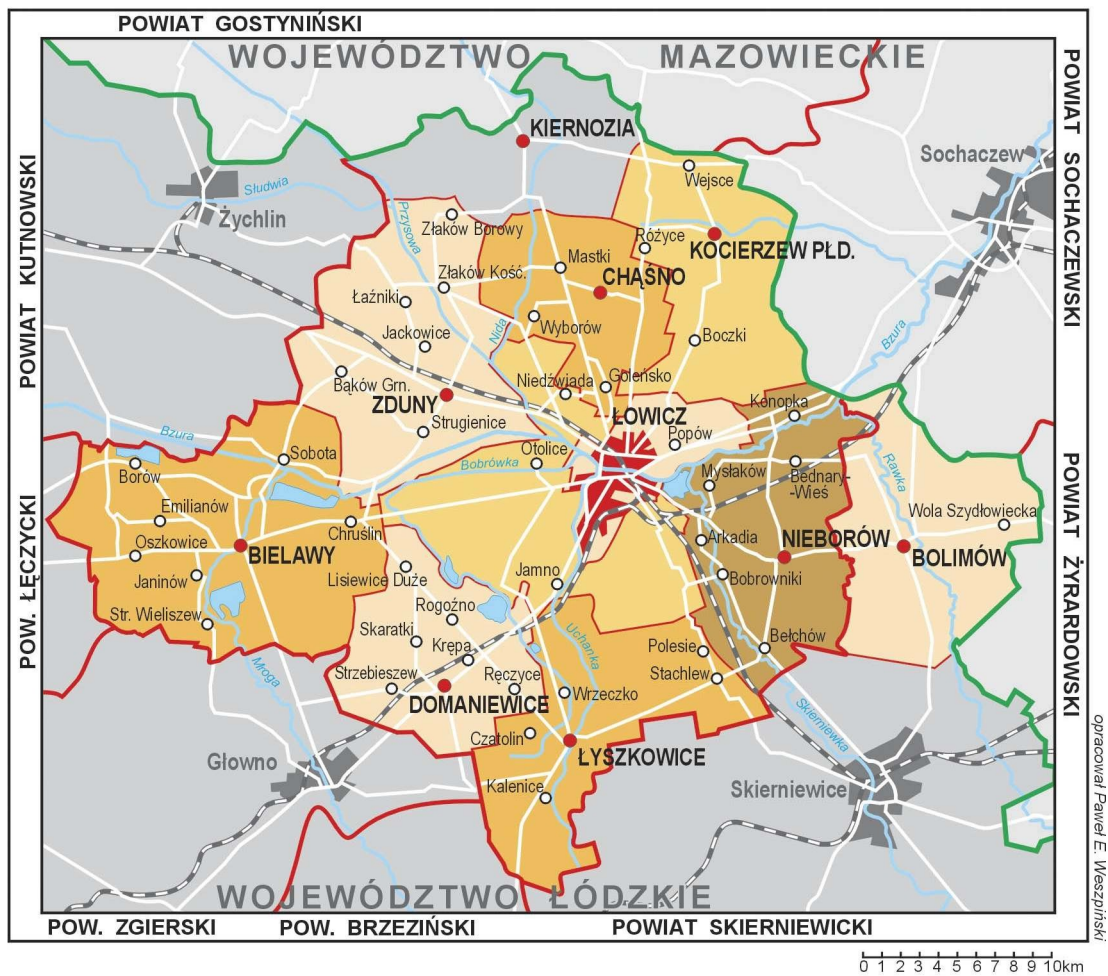 POWIAT GOSTYNIŃSKI
WOJEWÓDZTWO MAZOWIECKIE
POWIAT KUTNOWSKI
POW. ŁĘCZYCKI
POWIAT SOCHACZEWSKI
POWIAT ŻYRARDOWSKI
KIERNOZIA
Sochaczew
Wejsce
Słudwia
Żychlin
Przysowa
Złaków Borowy
Różyce
KOCIERZEW PŁD.
Mastki
Złaków Kość.
CHĄŚNO
Łaźniki
Nida
Wyborów
Bzura
Jackowice
Boczki
Bąków Grn.
Niedźwiada
Goleńsko
ZDUNY
Konopka
ŁOWICZ
Strugienice
Popów
Bzura
Sobota
Otolice
Bobrówka
Borów
Mysłaków
Bednary-
-Wieś
Rawka
Emilianów
Chruślin
Wola Szydłowiecka
Oszkowice
BIELAWY
Arkadia
NIEBORÓW
BOLIMÓW
Janinów
Lisiewice Duże
Jamno
Bobrowniki
Str. Wieliszew
Rogoźno
Skaratki
Krępa
Uchanka
Polesie
Bełchów
Mroga
Strzebieszew
Ręczyce
Stachlew
DOMANIEWICE
Wrzeczko
Skierniewka
Czatolin
ŁYSZKOWICE
Głowno
Kalenice
Skierniewice
WOJEWÓDZTWO ŁÓDZKIE
POW. ZGIERSKI
POW. BRZEZIŃSKI
POWIAT SKIERNIEWICKI
opracował Paweł E. Weszpiński
0 1 2 3 4 5 6 7 8 9 10km